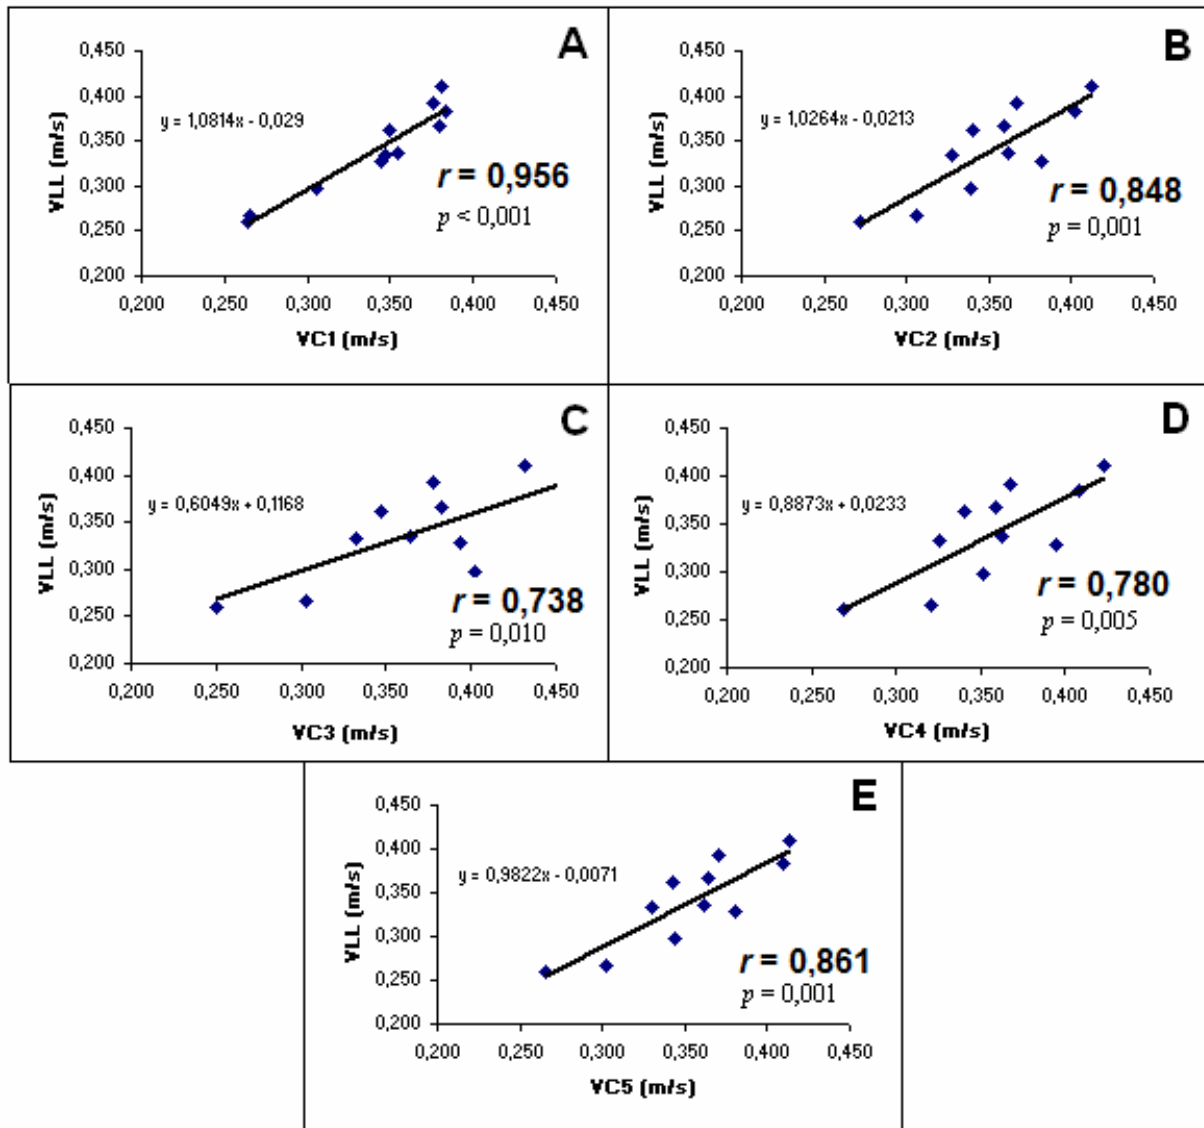 A
0,450
0,400
0,350
0,300
0,250
0,200
VLL (m/s)
y = 1,0814x - 0,029
r = 0,956
p < 0,001
0,200 0,250 0,300 0,350 0,400 0,450
VC1 (m/s)
B
0,450
0,400
0,350
0,300
0,250
0,200
VLL (m/s)
y = 1,0264x - 0,0213
r = 0,848
p = 0,001
0,200 0,250 0,300 0,350 0,400 0,450
VC2 (m/s)
C
0,450
0,400
0,350
0,300
0,250
0,200
VLL (m/s)
y = 0,6049x + 0,1168
r = 0,738
p = 0,010
0,200 0,250 0,300 0,350 0,400 0,450
VC3 (m/s)
D
0,450
0,400
0,350
0,300
0,250
0,200
VLL (m/s)
y = 0,8873x + 0,0233
r = 0,780
p = 0,005
0,200 0,250 0,300 0,350 0,400 0,450
VC4 (m/s)
E
0,450
0,400
0,350
0,300
0,250
0,200
VLL (m/s)
y = 0,9822x - 0,0071
r = 0,861
p = 0,001
0,200 0,250 0,300 0,350 0,400 0,450
VC5 (m/s)